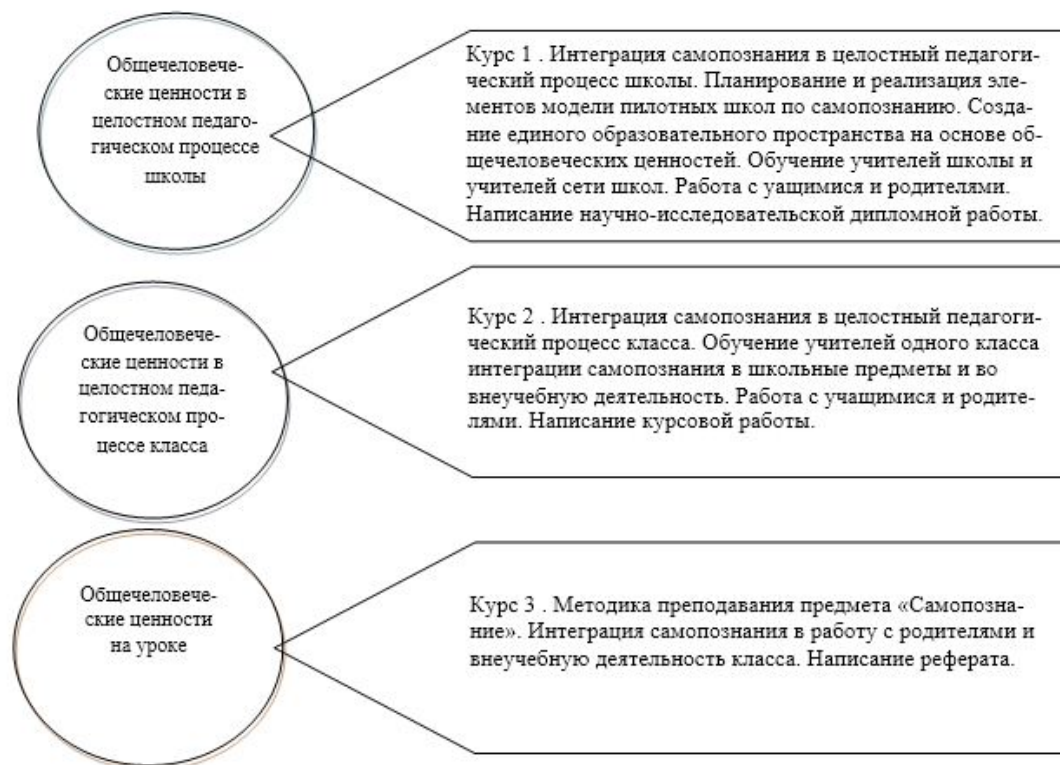 Общечеловече-
ские ценности в
целостном педаго-
гическом процессе
школы
Курс 1 . Интеграция самопознания в целостный педагоги-
ческий процесс школы. Планирование и реализация эле-
ментов модели пилотных школ по самопознанию. Созда-
ние единого образовательного пространства на основе об-
щечеловеческих ценностей. Обучение учителей школы и
учителей сети школ. Работа с уащимися и родителями.
Написание научно-исследовательской дипломной работы.
Общечеловече-
ские ценности в
целостном педа-
гогическом про-
цессе класса
Курс 2 . Интеграция самопознания в целостный педагоги-
ческий процесс класса. Обучение учителей одного класса
интеграции самопознания в школьные предметы и во
внеучебную деятельность. Работа с учащимися и родите-
лями. Написание курсовой работы.
Общечеловече-
ские ценности
на уроке
Курс 3 . Методика преподавания предмета «Самопозна-
ние». Интеграция самопознания в работу с родителями и
внеучебную деятельность класса. Написание реферата.